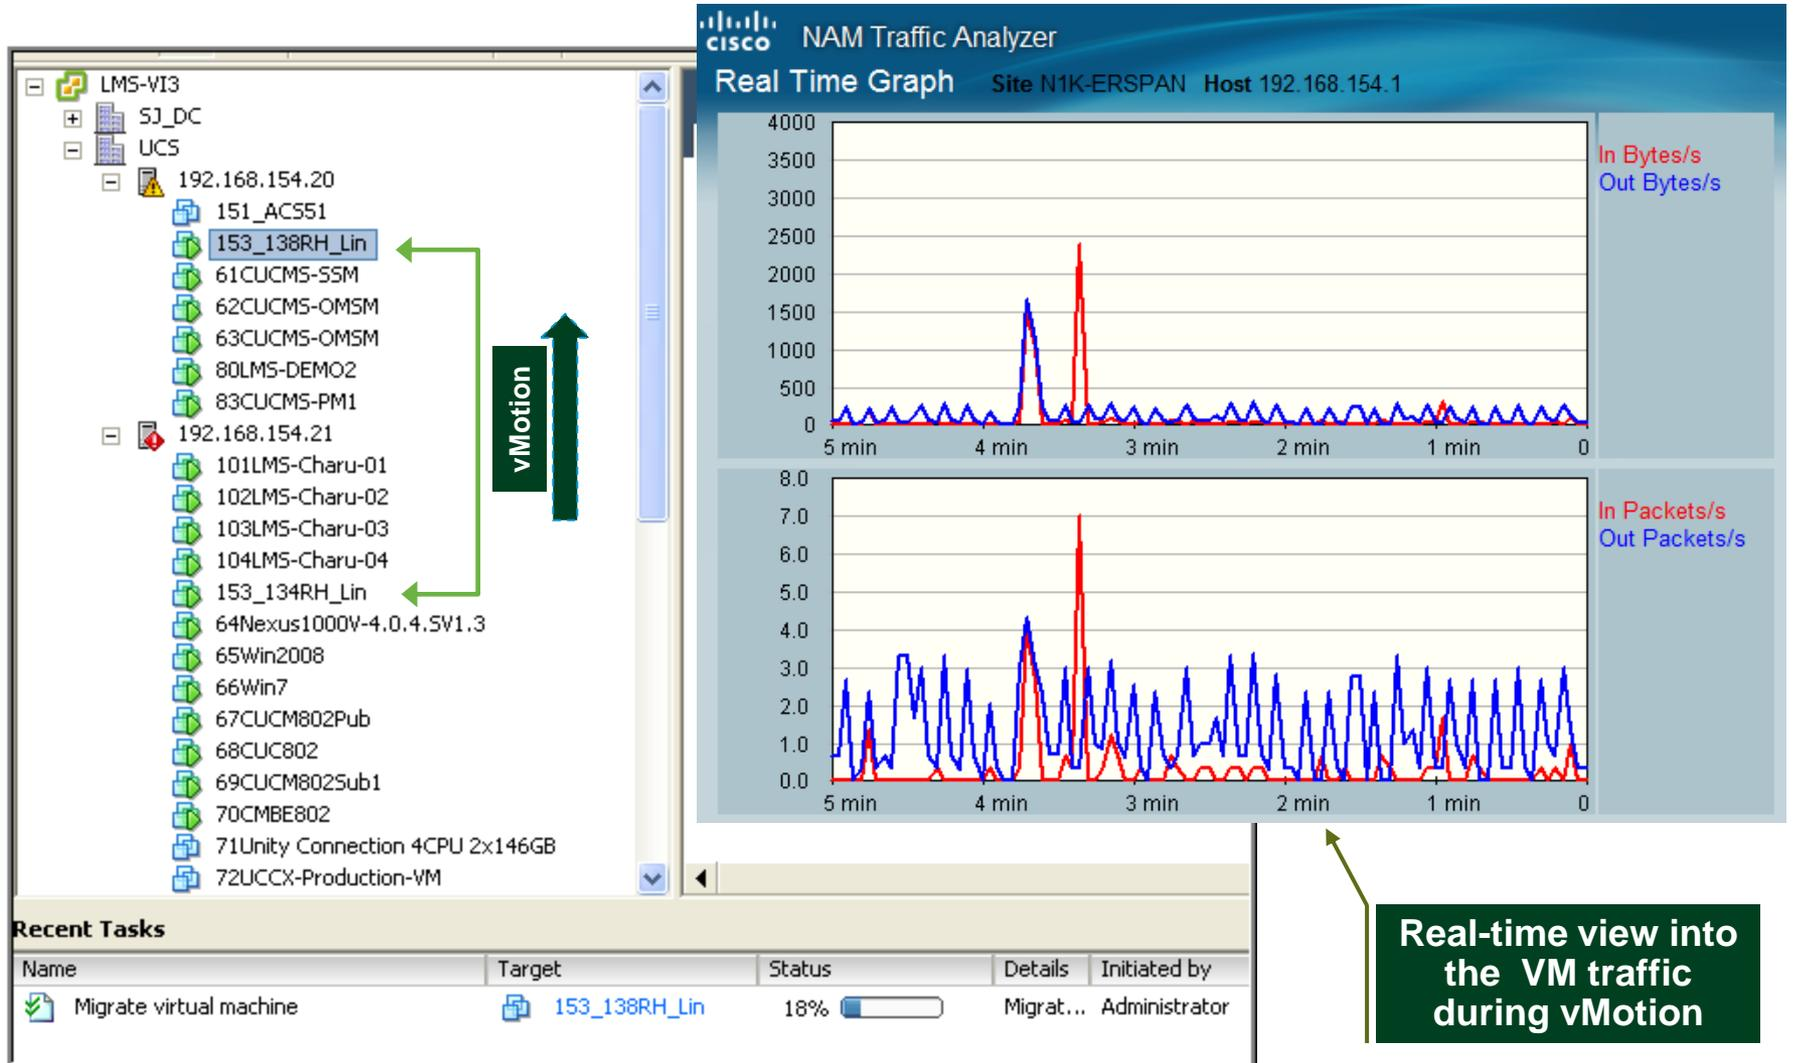 LMS-VI3
SJ_DC
UCS
192.168.154.20
151_ACS51
153_138RH_Lin
61CUCMS-SSM
62CUCMS-OMSM
63CUCMS-OMSM
80LMS-DEMO2
83CUCMS-PM1
192.168.154.21
101LMS-Charu-01
102LMS-Charu-02
103LMS-Charu-03
104LMS-Charu-04
153_134RH_Lin
64Nexus1000V-4.0.4.SV1.3
65Win2008
66Win7
67CUCM802Pub
68CUC802
69CUCM802Sub1
70CMBE802
71Unity Connection 4CPU 2x146GB
72UCCX-Production-VM
vMotion
CISCO NAM Traffic Analyzer
Real Time Graph Site N1K-ERSPAN Host 192.168.154.1
4000
3500
3000
2500
2000
1500
1000
500
0
5 min 4 min 3 min 2 min 1 min 0
In Bytes/s
Out Bytes/s
8.0
7.0
6.0
5.0
4.0
3.0
2.0
1.0
0.0
5 min 4 min 3 min 2 min 1 min 0
In Packets/s
Out Packets/s
Recent Tasks
Name Target Status Details Initiated by
Migrate virtual machine 153_138RH_Lin 18% Migrat... Administrator
Real-time view into
the VM traffic
during vMotion